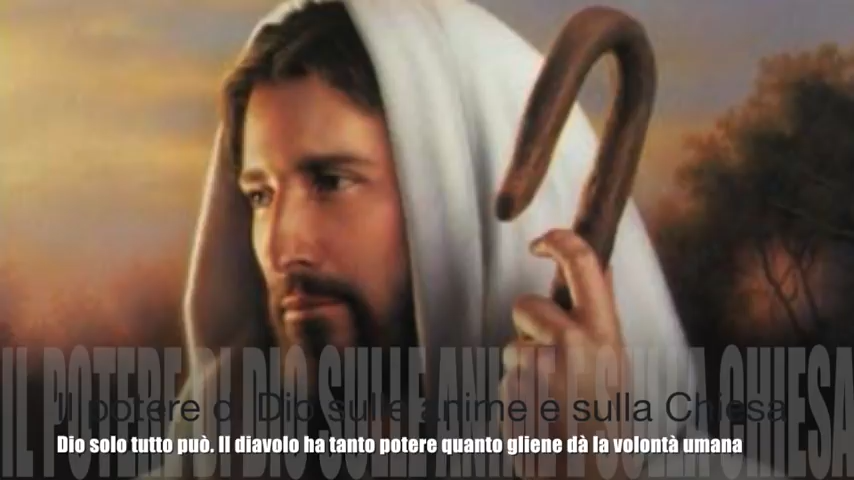 IL POTERE DI DIO SULLE ANIME E SULLA CHIESA
Il potere di Dio sulle anime e sulla Chiesa
Dio solo tutto può. Il diavolo ha tanto potere quanto gliene dà la volontà umana